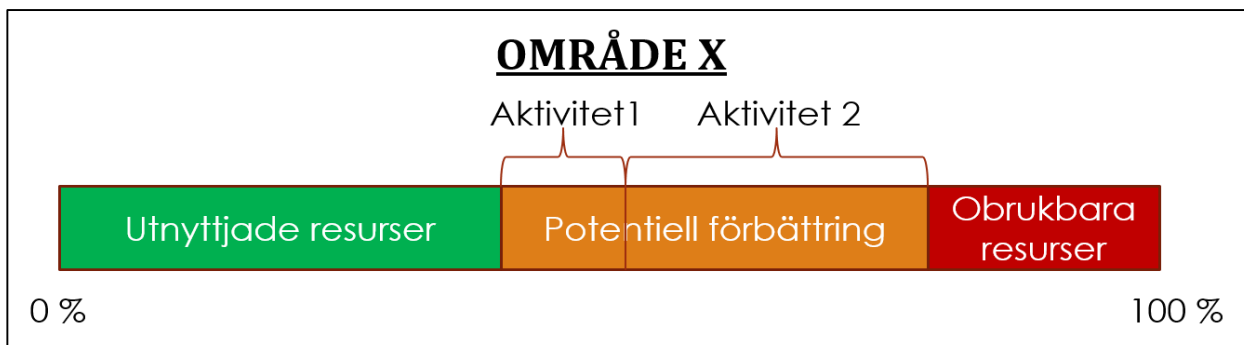 OMRÅDE X
Aktivitet1 Aktivitet 2
Utnyttjade resurser Potentiell förbättring Obrukbara
resurser
0 % 100 %